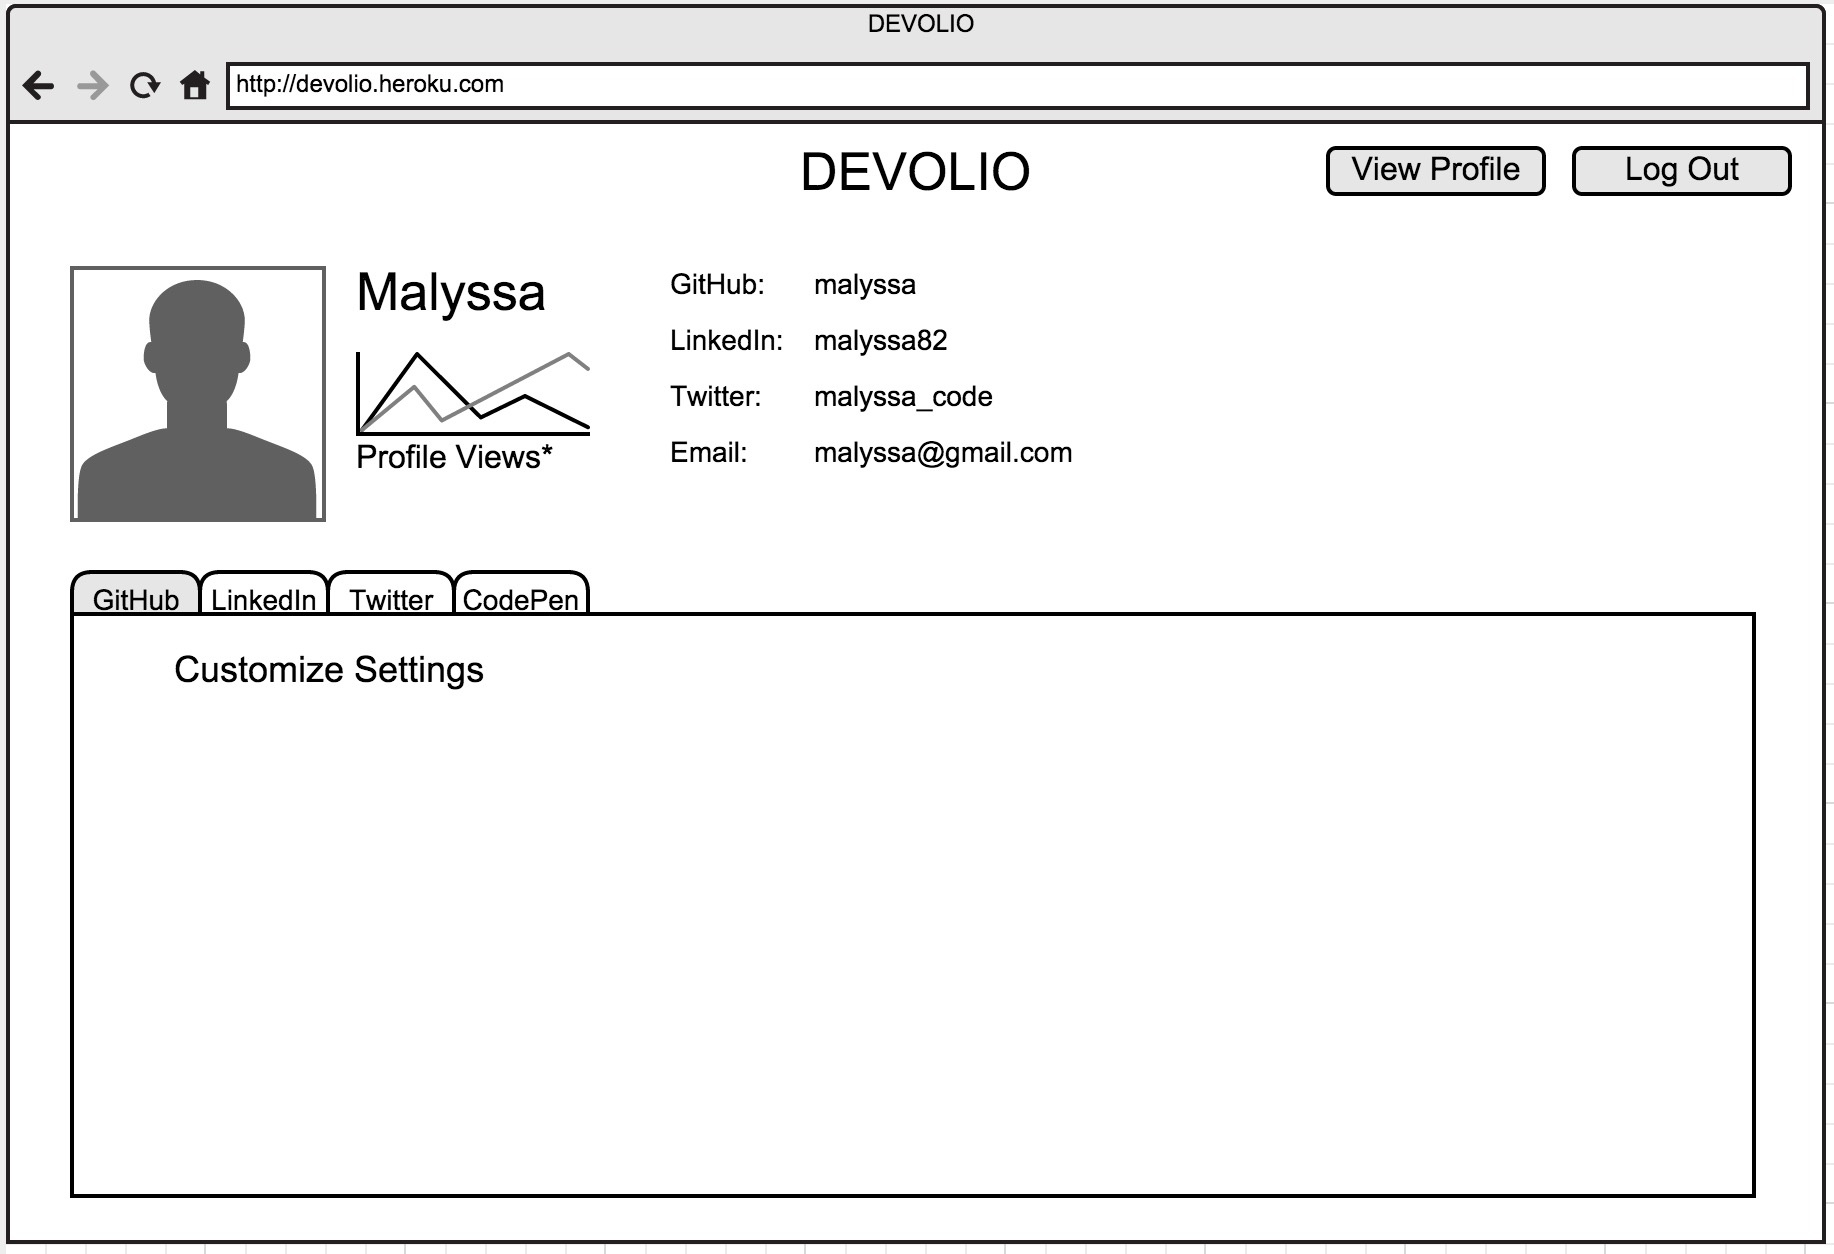 DEVOLIO
http://devolio.heroku.com
DEVOLIO
View Profile
Log Out
Malyssa
Profile Views*
GitHub: malyssa
LinkedIn: malyssa82
Twitter: malyssa_code
Email: malyssa@gmail.com
GitHub LinkedIn Twitter CodePen
Customize Settings